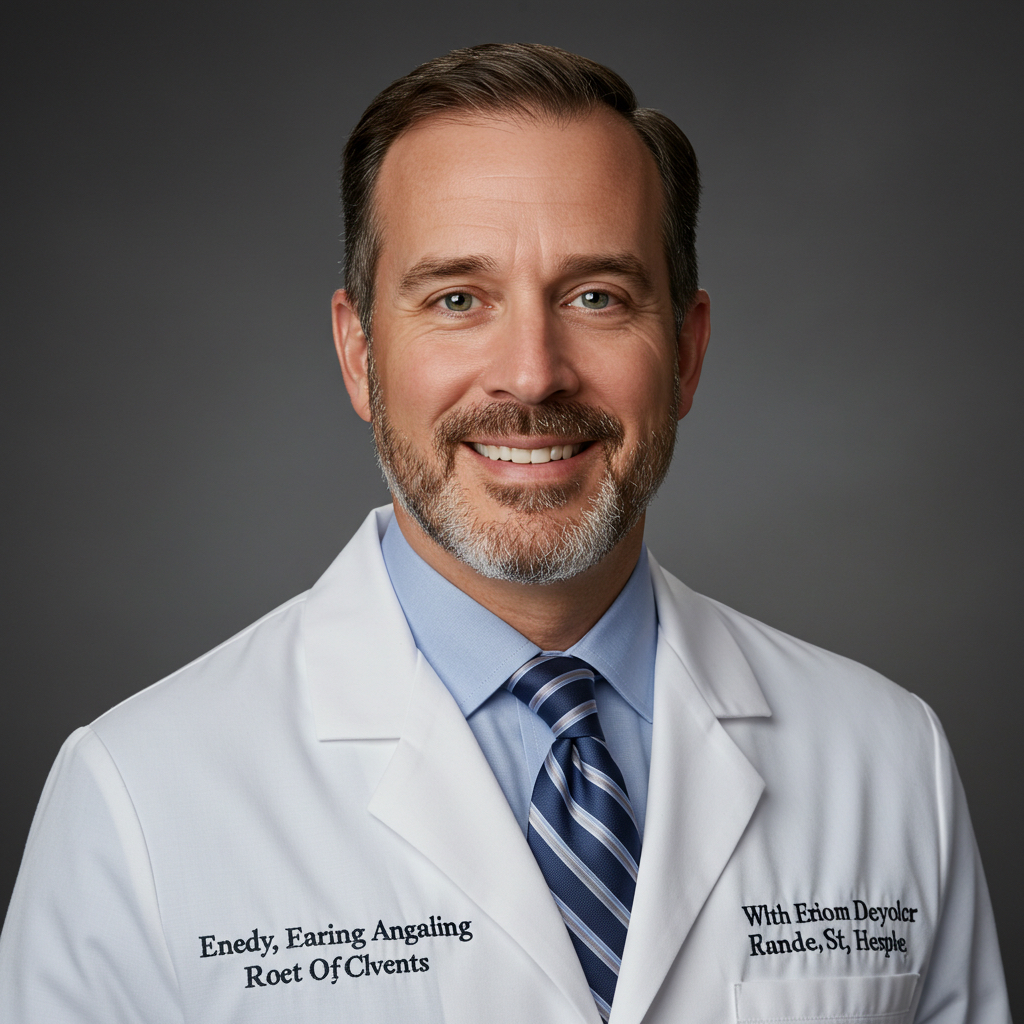 Enedy, Earing Angaling
Roet Of Clvents
Wlth Eriom Deyolcr
Rande, St, Hesple